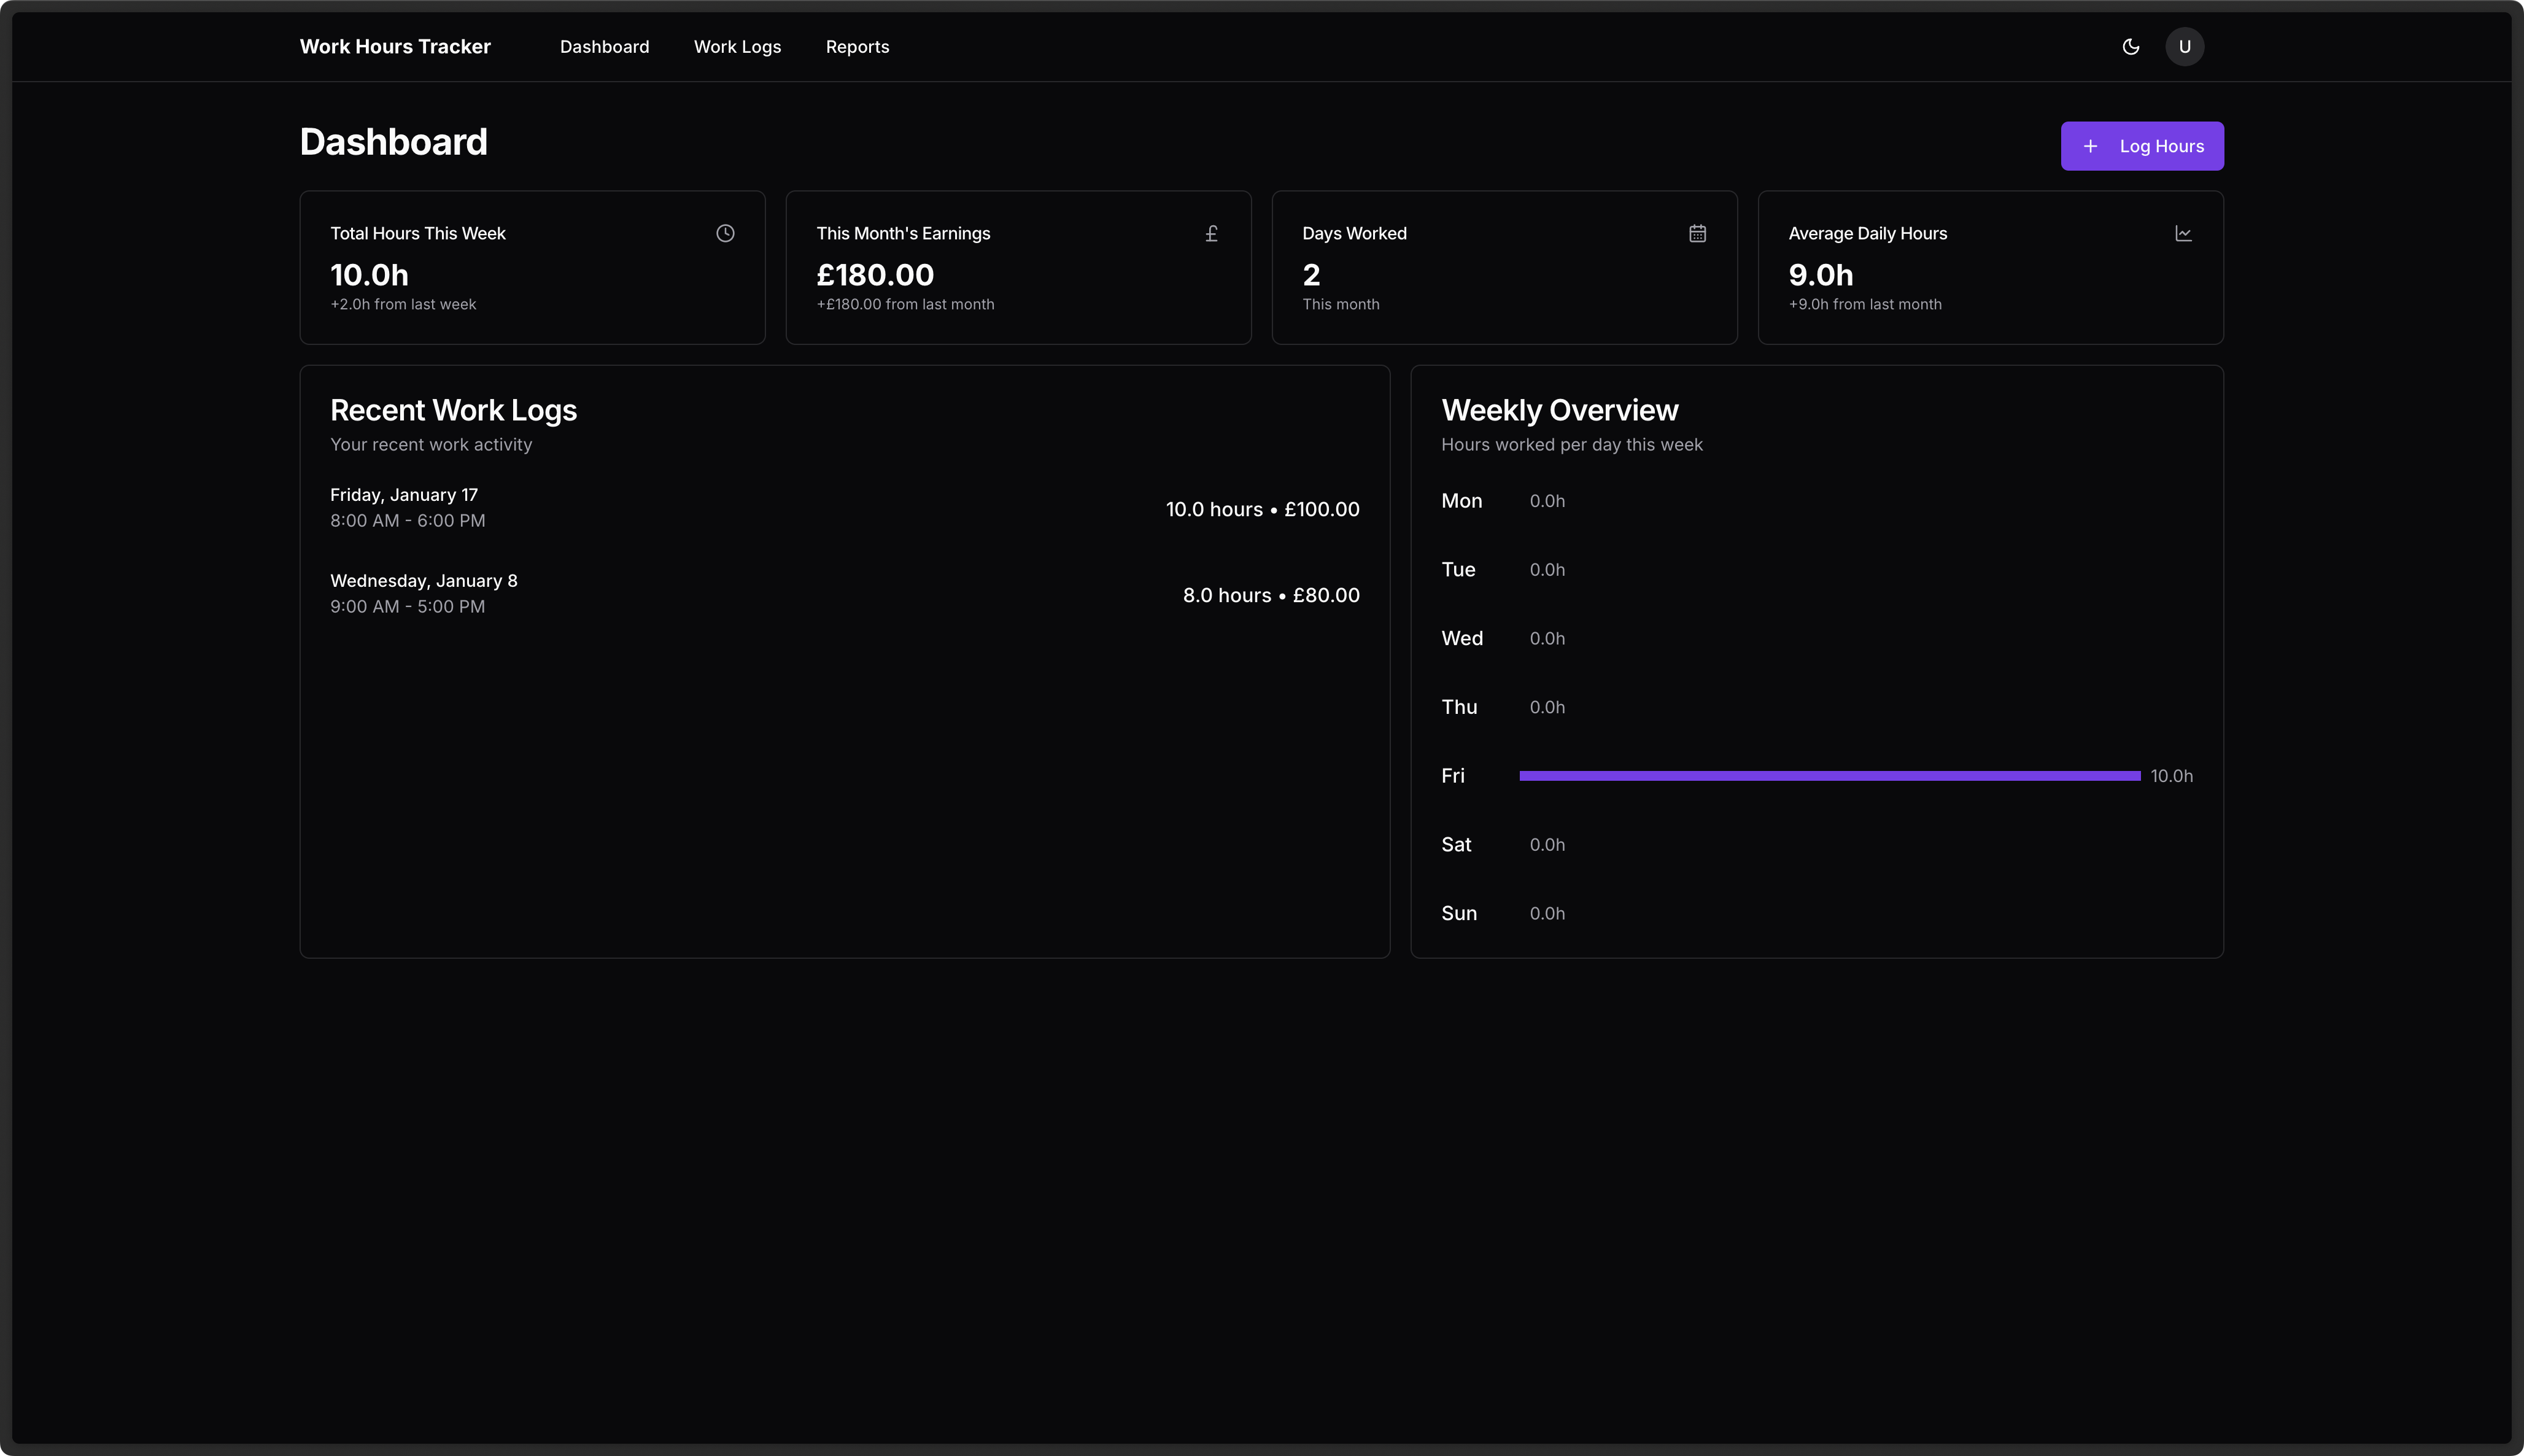 Work Hours Tracker
Dashboard
Work Logs
Reports
U
Dashboard
+ Log Hours
Total Hours This Week
10.0h
+2.0h from last week
This Month's Earnings
£
£180.00
+£180.00 from last month
Days Worked
2
This month
Average Daily Hours
9.0h
+9.0h from last month
Recent Work Logs
Your recent work activity
Friday, January 17
8:00 AM - 6:00 PM
10.0 hours • £100.00
Wednesday, January 8
9:00 AM - 5:00 PM
8.0 hours • £80.00
Weekly Overview
Hours worked per day this week
Mon 0.0h
Tue 0.0h
Wed 0.0h
Thu 0.0h
Fri 10.0h
Sat 0.0h
Sun 0.0h